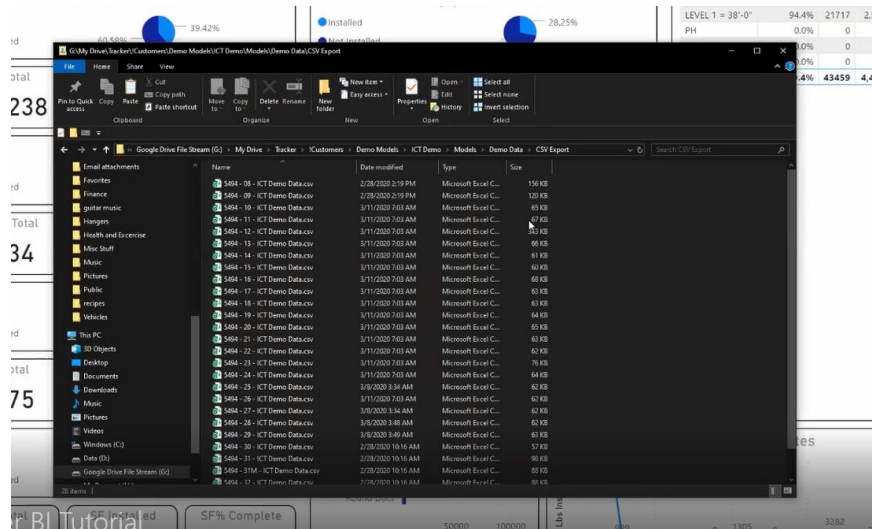 39.42%
60.58%
Installed
Not Installed
28.25%
LEVEL 1 = 38'-0" 94.4% 21717
PH 0.0% 0
0
0
43459
G:\My Drive\Tracker\!Customers\Demo Models\ICT Demo\Models\Demo Data\CSV Export
File Home Share View
Pin to Quick access
Copy
Paste
Cut
Copy path
Paste shortcut
Clipboard
Move to
Copy to
Delete
Rename
Organize
New folder
New item
Easy access
New
Properties
Open
Edit
History
Open
Select all
Select none
Invert selection
Select
Google Drive File Stream (G:) > My Drive > Tracker > !Customers > Demo Models > ICT Demo > Models > Demo Data > CSV Export
Search CSV Export
Email attachments
Favorites
Finance
guitar music
Hangers
Health and Excercise
Misc Stuff
Music
Pictures
Public
recipes
Vehicles
This PC
3D Objects
Desktop
Documents
Downloads
Music
Pictures
Videos
Windows (C:)
Data (D:)
Google Drive File Stream (G:)
Name Date modified Type Size
5494 - 08 - ICT Demo Data.csv 2/28/2020 2:19 PM Microsoft Excel C... 156 KB
5494 - 09 - ICT Demo Data.csv 2/28/2020 2:19 PM Microsoft Excel C... 120 KB
5494 - 10 - ICT Demo Data.csv 3/11/2020 7:03 AM Microsoft Excel C... 65 KB
5494 - 11 - ICT Demo Data.csv 3/11/2020 7:03 AM Microsoft Excel C... 67 KB
5494 - 12 - ICT Demo Data.csv 3/11/2020 7:03 AM Microsoft Excel C... 343 KB
5494 - 13 - ICT Demo Data.csv 3/11/2020 7:03 AM Microsoft Excel C... 66 KB
5494 - 14 - ICT Demo Data.csv 3/11/2020 7:03 AM Microsoft Excel C... 61 KB
5494 - 15 - ICT Demo Data.csv 3/11/2020 7:03 AM Microsoft Excel C... 60 KB
5494 - 16 - ICT Demo Data.csv 3/11/2020 7:03 AM Microsoft Excel C... 68 KB
5494 - 17 - ICT Demo Data.csv 3/11/2020 7:03 AM Microsoft Excel C... 63 KB
5494 - 18 - ICT Demo Data.csv 3/11/2020 7:03 AM Microsoft Excel C... 63 KB
5494 - 19 - ICT Demo Data.csv 3/11/2020 7:03 AM Microsoft Excel C... 64 KB
5494 - 20 - ICT Demo Data.csv 3/11/2020 7:03 AM Microsoft Excel C... 65 KB
5494 - 21 - ICT Demo Data.csv 3/11/2020 7:03 AM Microsoft Excel C... 63 KB
5494 - 22 - ICT Demo Data.csv 3/11/2020 7:03 AM Microsoft Excel C... 62 KB
5494 - 23 - ICT Demo Data.csv 3/11/2020 7:03 AM Microsoft Excel C... 76 KB
5494 - 24 - ICT Demo Data.csv 3/11/2020 7:03 AM Microsoft Excel C... 64 KB
5494 - 25 - ICT Demo Data.csv 3/8/2020 3:34 AM Microsoft Excel C... 62 KB
5494 - 26 - ICT Demo Data.csv 3/11/2020 7:03 AM Microsoft Excel C... 62 KB
5494 - 27 - ICT Demo Data.csv 3/8/2020 3:34 AM Microsoft Excel C... 62 KB
5494 - 28 - ICT Demo Data.csv 3/8/2020 3:48 AM Microsoft Excel C... 62 KB
5494 - 29 - ICT Demo Data.csv 3/8/2020 3:49 AM Microsoft Excel C... 63 KB
5494 - 30 - ICT Demo Data.csv 2/28/2020 10:16 AM Microsoft Excel C... 57 KB
5494 - 31 - ICT Demo Data.csv 2/28/2020 10:16 AM Microsoft Excel C... 98 KB
5494 - 31M - ICT Demo Data.csv 2/28/2020 10:16 AM Microsoft Excel C... 88 KB
5494 - 32 - ICT Demo Data.csv 2/28/2020 10:16 AM Microsoft Excel C... 88 KB
28 items
238
Total
34
75
BI Tutorial
SF Installed
SF% Complete
50000 100000
Lbs
1305
3282